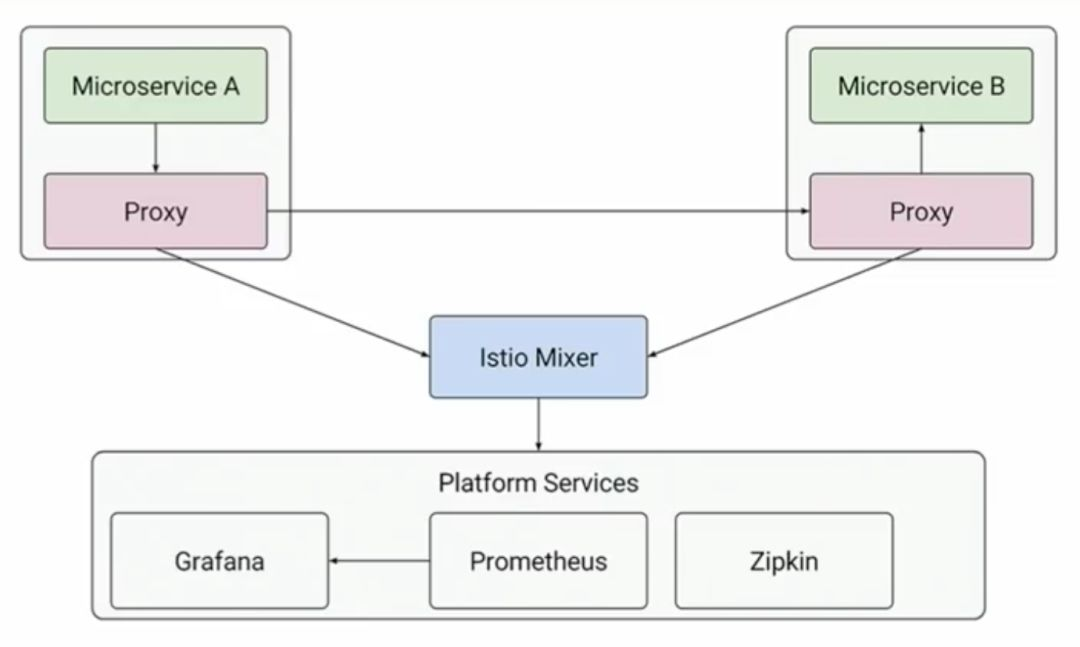 Microservice A
Microservice B
Proxy
Proxy
Istio Mixer
Platform Services
Grafana
Prometheus
Zipkin